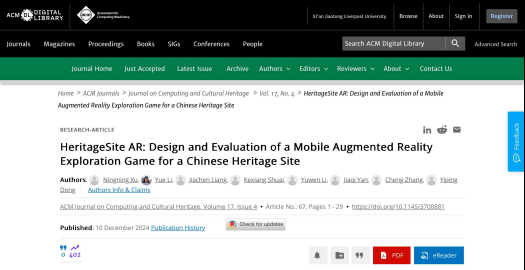 ACM DIGITAL LIBRARY
Association for Computing Machinery
Xi'an Jiaotong Liverpool University
Browse
About
Sign in
Register
Journals
Magazines
Proceedings
Books
SIGs
Conferences
People
Search ACM Digital Library
Advanced Search
Journal Home
Just Accepted
Latest Issue
Archive
Authors
Editors
Reviewers
About
Contact Us
Home > ACM Journals > Journal on Computing and Cultural Heritage > Vol. 17, No. 4 > HeritageSite AR: Design and Evaluation of a Mobile
Augmented Reality Exploration Game for a Chinese Heritage Site
RESEARCH-ARTICLE
HeritageSite AR: Design and Evaluation of a Mobile Augmented Reality
Exploration Game for a Chinese Heritage Site
Authors: Ningning Xu, Yue Li, Jiachen Liang, Kexiang Shuai, Yuwen Li, Jiaqi Yan, Cheng Zhang, Yiping
Dong Authors Info & Claims
ACM Journal on Computing and Cultural Heritage, Volume 17, Issue 4 • Article No.: 67, Pages 1 - 29 • https://doi.org/10.1145/3700881
Published: 10 December 2024 Publication History
Check for updates
0 402
PDF
eReader
Feedback